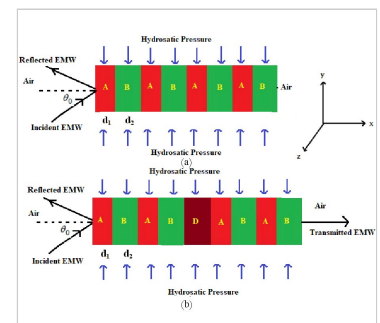 Hydrosatic Pressure
Reflected EMW
Air
A B A B A B A B
Air
θ₀
Incident EMW
d₁ d₂
Hydrosatic Pressure
(a)
y
x
z
Hydrosatic Pressure
Reflected EMW
Air
A B A B D A B A B
Air
Transmitted EMW
θ₀
Incident EMW
d₁ d₂
Hydrosatic Pressure
(b)